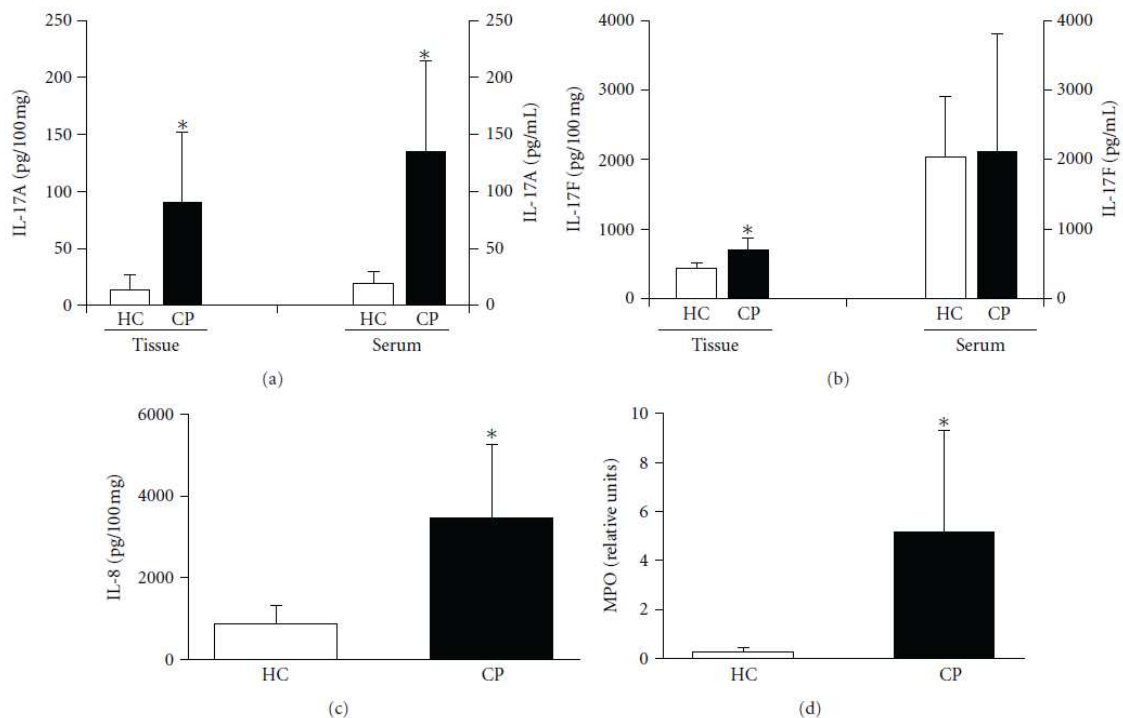 250
200
150
100
50
0
IL-17A (pg/100 mg)
*
*
250
200
150
100
50
0
IL-17A (pg/mL)
HC CP HC CP
Tissue Serum
(a)
4000
3000
2000
1000
0
IL-17F (pg/100 mg)
*
4000
3000
2000
1000
0
IL-17F (pg/mL)
HC CP HC CP
Tissue Serum
(b)
6000
4000
2000
0
IL-8 (pg/100 mg)
*
HC CP
(c)
10
8
6
4
2
0
MPO (relative units)
*
HC CP
(d)